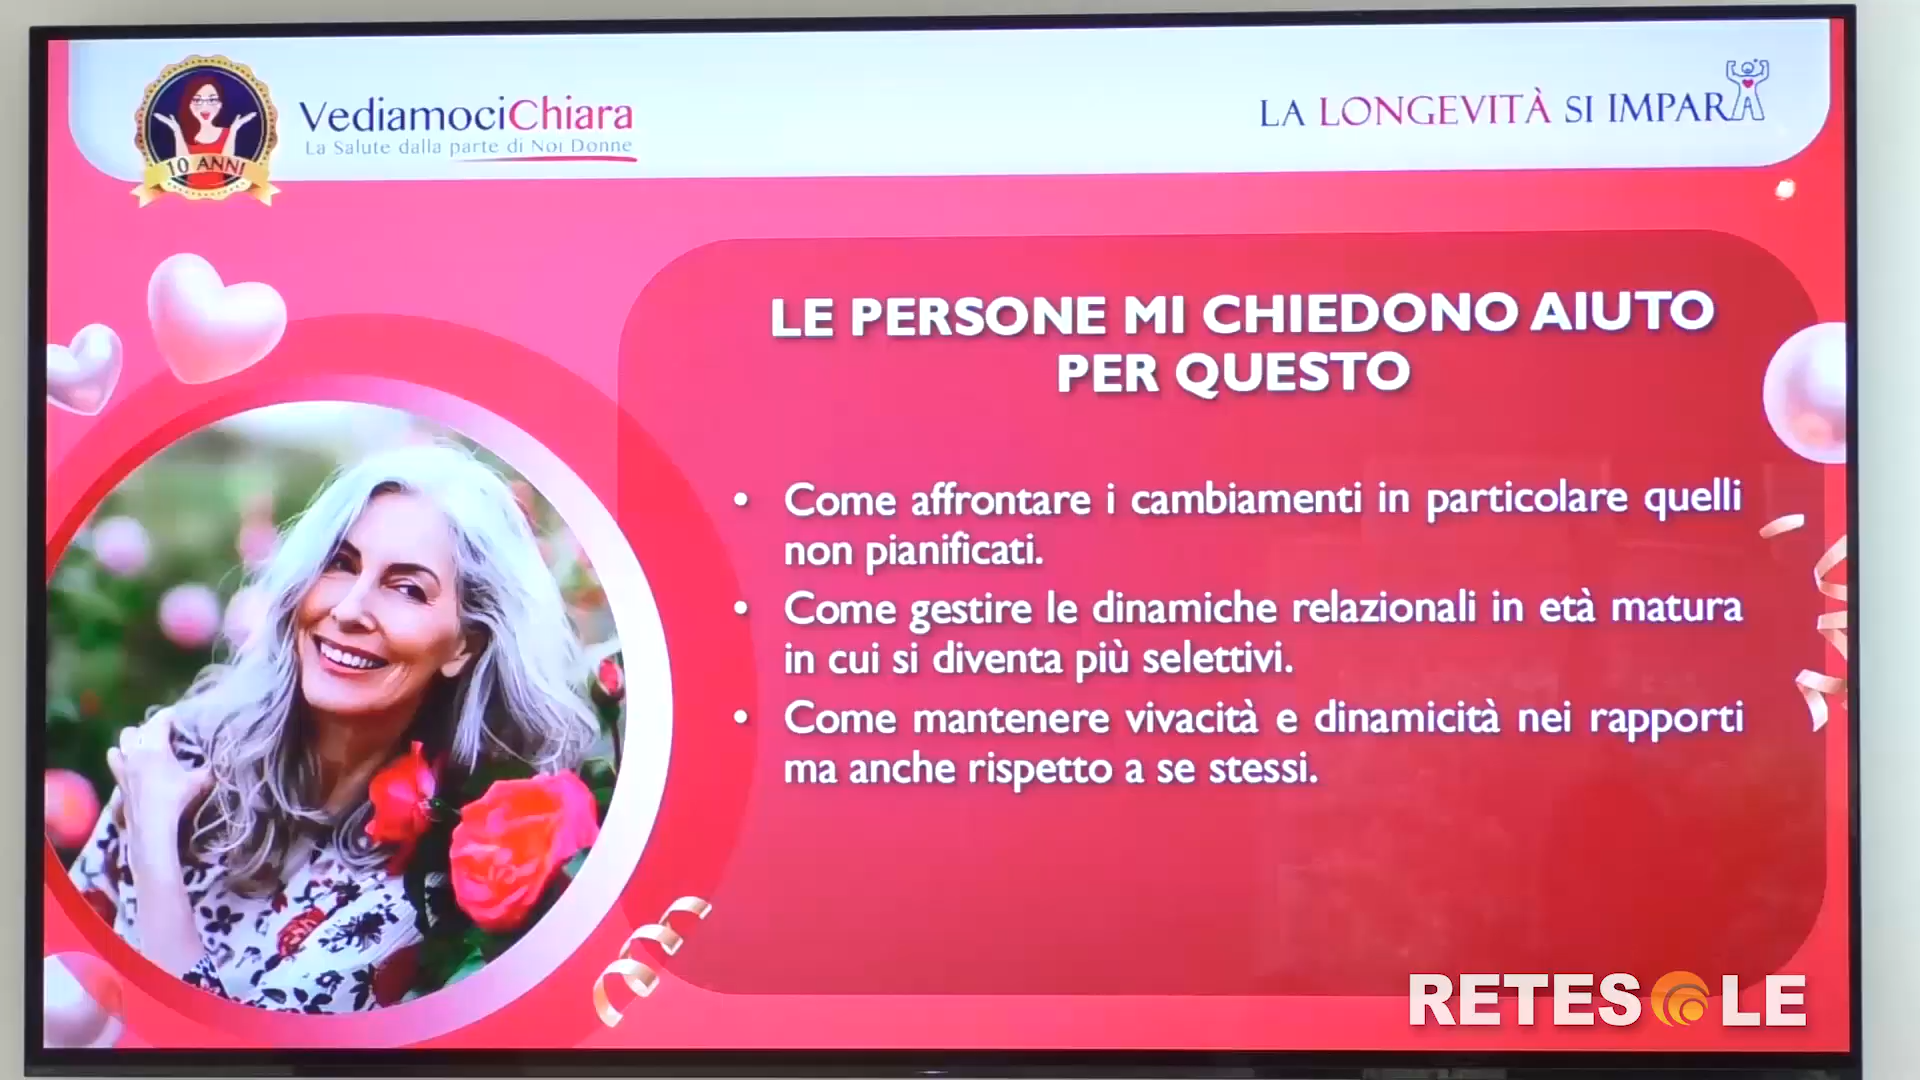 10 ANNI
VediamociChiara
La Salute dalla parte di Noi Donne
LA LONGEVITÀ SI IMPARA
LE PERSONE MI CHIEDONO AIUTO
PER QUESTO
• Come affrontare i cambiamenti in particolare quelli
non pianificati.
• Come gestire le dinamiche relazionali in età matura
in cui si diventa più selettivi.
• Come mantenere vivacità e dinamicità nei rapporti
ma anche rispetto a se stessi.
RETESOLE